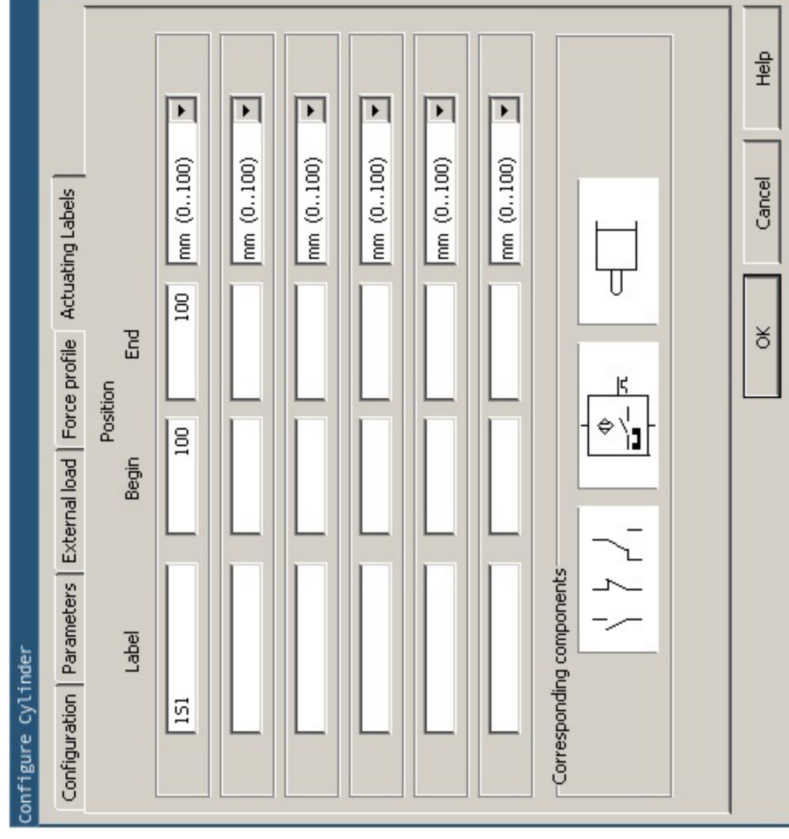 Configure Cylinder
Configuration Parameters External load Force profile Actuating Labels
Position
Label Begin End
1S1 100 100 mm (0..100)
mm (0..100)
mm (0..100)
mm (0..100)
mm (0..100)
mm (0..100)
Corresponding components
OK Cancel Help